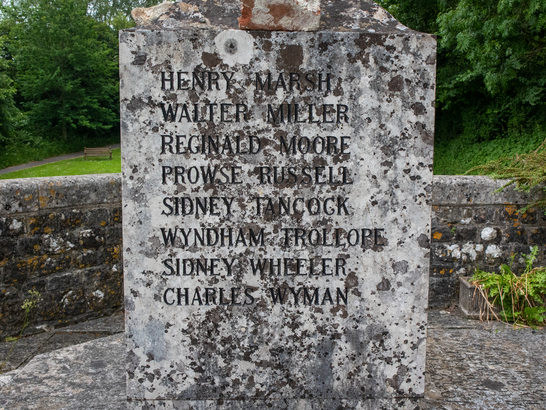 HENRY MARSH
WALTER MILLER
REGINALD MOORE
PROWSE RUSSELL
SIDNEY TANCOCK
WYNDHAM TROLLOPE
SIDNEY WHEELER
CHARLES WYMAN